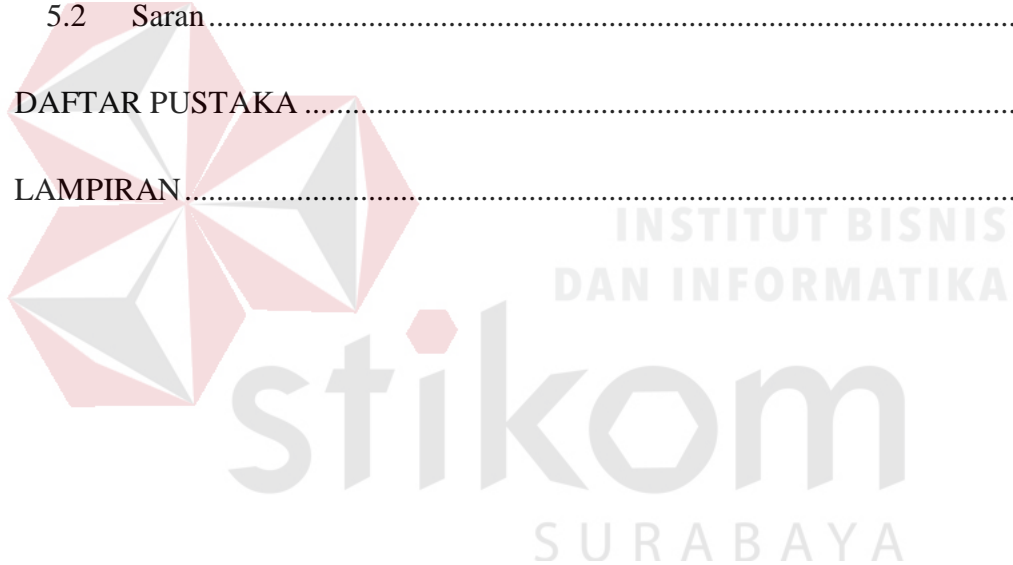 5.2 Saran...............................................................................................
DAFTAR PUSTAKA ...................................................................................
LAMPIRAN...................................................................................................
INSTITUT BISNIS
DAN INFORMATIKA
stikom
SURABAYA